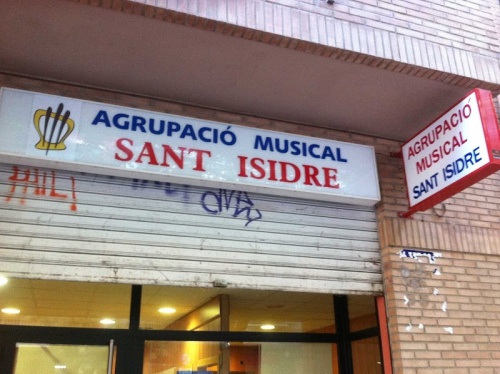 AGRUPACIÓ MUSICAL
SANT ISIDRE
AGRUPACIÓ
MUSICAL
SANT ISIDRE